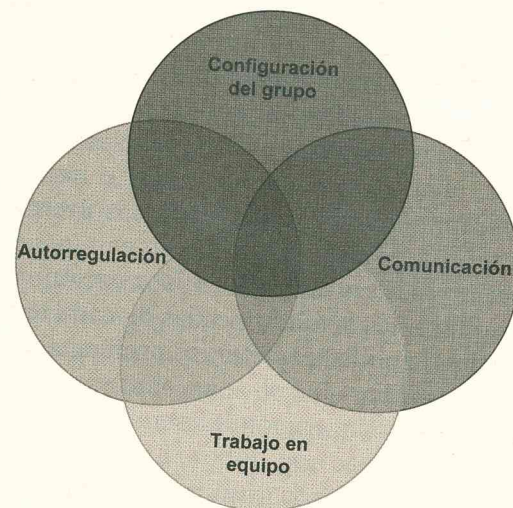 Configuración
del grupo
Autorregulación
Comunicación
Trabajo en
equipo